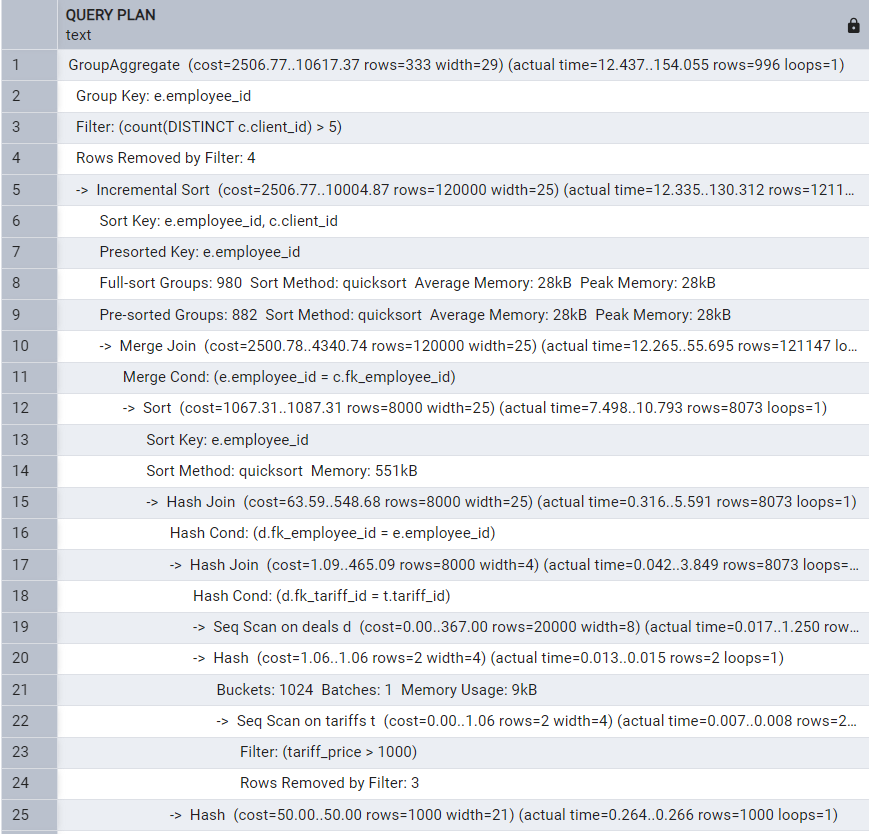 QUERY PLAN
text
1 GroupAggregate (cost=2506.77..10617.37 rows=333 width=29) (actual time=12.437..154.055 rows=996 loops=1)
2 Group Key: e.employee_id
3 Filter: (count(DISTINCT c.client_id) > 5)
4 Rows Removed by Filter: 4
5 -> Incremental Sort (cost=2506.77..10004.87 rows=120000 width=25) (actual time=12.335..130.312 rows=1211...
6 Sort Key: e.employee_id, c.client_id
7 Presorted Key: e.employee_id
8 Full-sort Groups: 980 Sort Method: quicksort Average Memory: 28kB Peak Memory: 28kB
9 Pre-sorted Groups: 882 Sort Method: quicksort Average Memory: 28kB Peak Memory: 28kB
10 -> Merge Join (cost=2500.78..4340.74 rows=120000 width=25) (actual time=12.265..55.695 rows=121147 lo...
11 Merge Cond: (e.employee_id = c.fk_employee_id)
12 -> Sort (cost=1067.31..1087.31 rows=8000 width=25) (actual time=7.498..10.793 rows=8073 loops=1)
13 Sort Key: e.employee_id
14 Sort Method: quicksort Memory: 551kB
15 -> Hash Join (cost=63.59..548.68 rows=8000 width=25) (actual time=0.316..5.591 rows=8073 loops=1)
16 Hash Cond: (d.fk_employee_id = e.employee_id)
17 -> Hash Join (cost=1.09..465.09 rows=8000 width=4) (actual time=0.042..3.849 rows=8073 loops=...
18 Hash Cond: (d.fk_tariff_id = t.tariff_id)
19 -> Seq Scan on deals d (cost=0.00..367.00 rows=20000 width=8) (actual time=0.017..1.250 row...
20 -> Hash (cost=1.06..1.06 rows=2 width=4) (actual time=0.013..0.015 rows=2 loops=1)
21 Buckets: 1024 Batches: 1 Memory Usage: 9kB
22 -> Seq Scan on tariffs t (cost=0.00..1.06 rows=2 width=4) (actual time=0.007..0.008 rows=2...
23 Filter: (tariff_price > 1000)
24 Rows Removed by Filter: 3
25 -> Hash (cost=50.00..50.00 rows=1000 width=21) (actual time=0.264..0.266 rows=1000 loops=1)